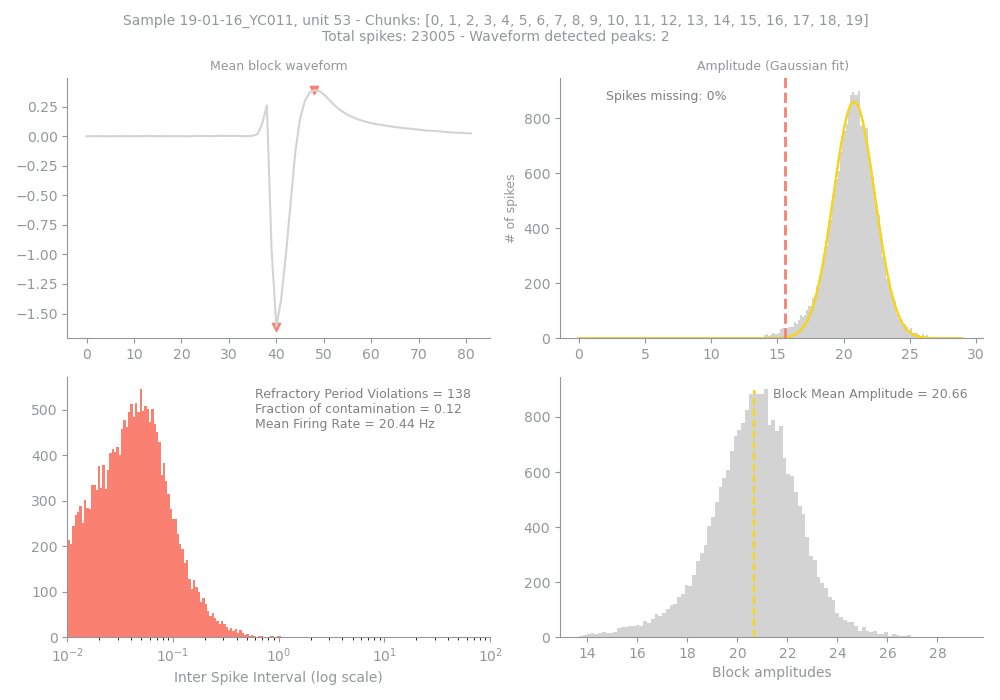 Sample 19-01-16_YC011, unit 53 - Chunks: [0, 1, 2, 3, 4, 5, 6, 7, 8, 9, 10, 11, 12, 13, 14, 15, 16, 17, 18, 19]
Total spikes: 23005 - Waveform detected peaks: 2
Mean block waveform
0.25
0.00
−0.25
−0.50
−0.75
−1.00
−1.25
−1.50
0 10 20 30 40 50 60 70 80
Amplitude (Gaussian fit)
Spikes missing: 0%
# of spikes
800
600
400
200
0
0 5 10 15 20 25 30
Refractory Period Violations = 138
Fraction of contamination = 0.12
Mean Firing Rate = 20.44 Hz
500
400
300
200
100
0
10⁻² 10⁻¹ 10⁰ 10¹ 10²
Inter Spike Interval (log scale)
Block Mean Amplitude = 20.66
800
600
400
200
0
14 16 18 20 22 24 26 28
Block amplitudes